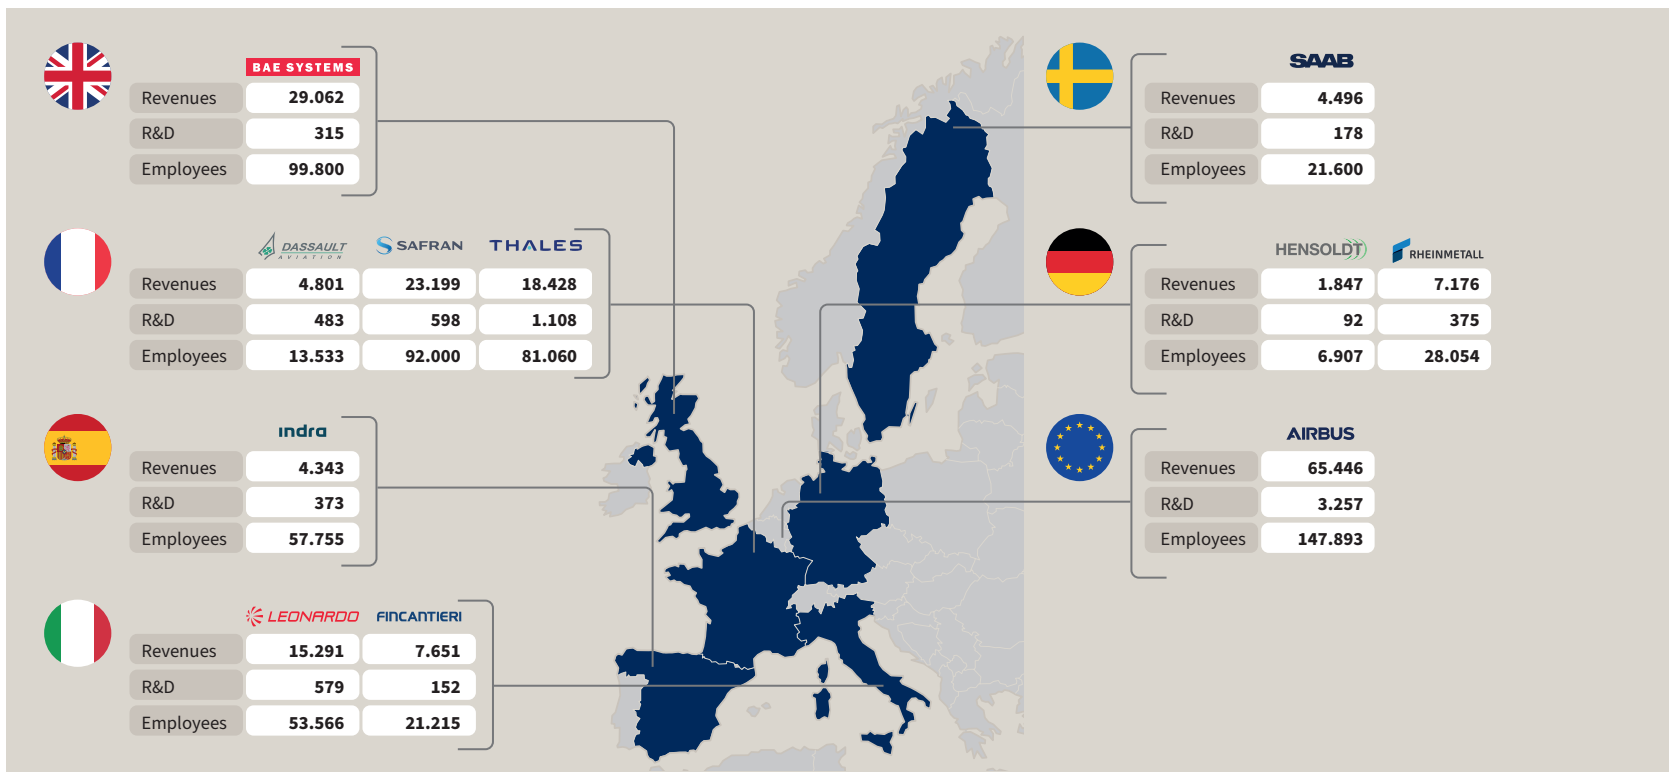 BAE SYSTEMS
Revenues 29.062
R&D 315
Employees 99.800
DASSAULT AVIATION SAFRAN THALES
Revenues 4.801 23.199 18.428
R&D 483 598 1.108
Employees 13.533 92.000 81.060
indra
Revenues 4.343
R&D 373
Employees 57.755
LEONARDO FINCANTIERI
Revenues 15.291 7.651
R&D 579 152
Employees 53.566 21.215
SAAB
Revenues 4.496
R&D 178
Employees 21.600
HENSOLDT RHEINMETALL
Revenues 1.847 7.176
R&D 92 375
Employees 6.907 28.054
AIRBUS
Revenues 65.446
R&D 3.257
Employees 147.893